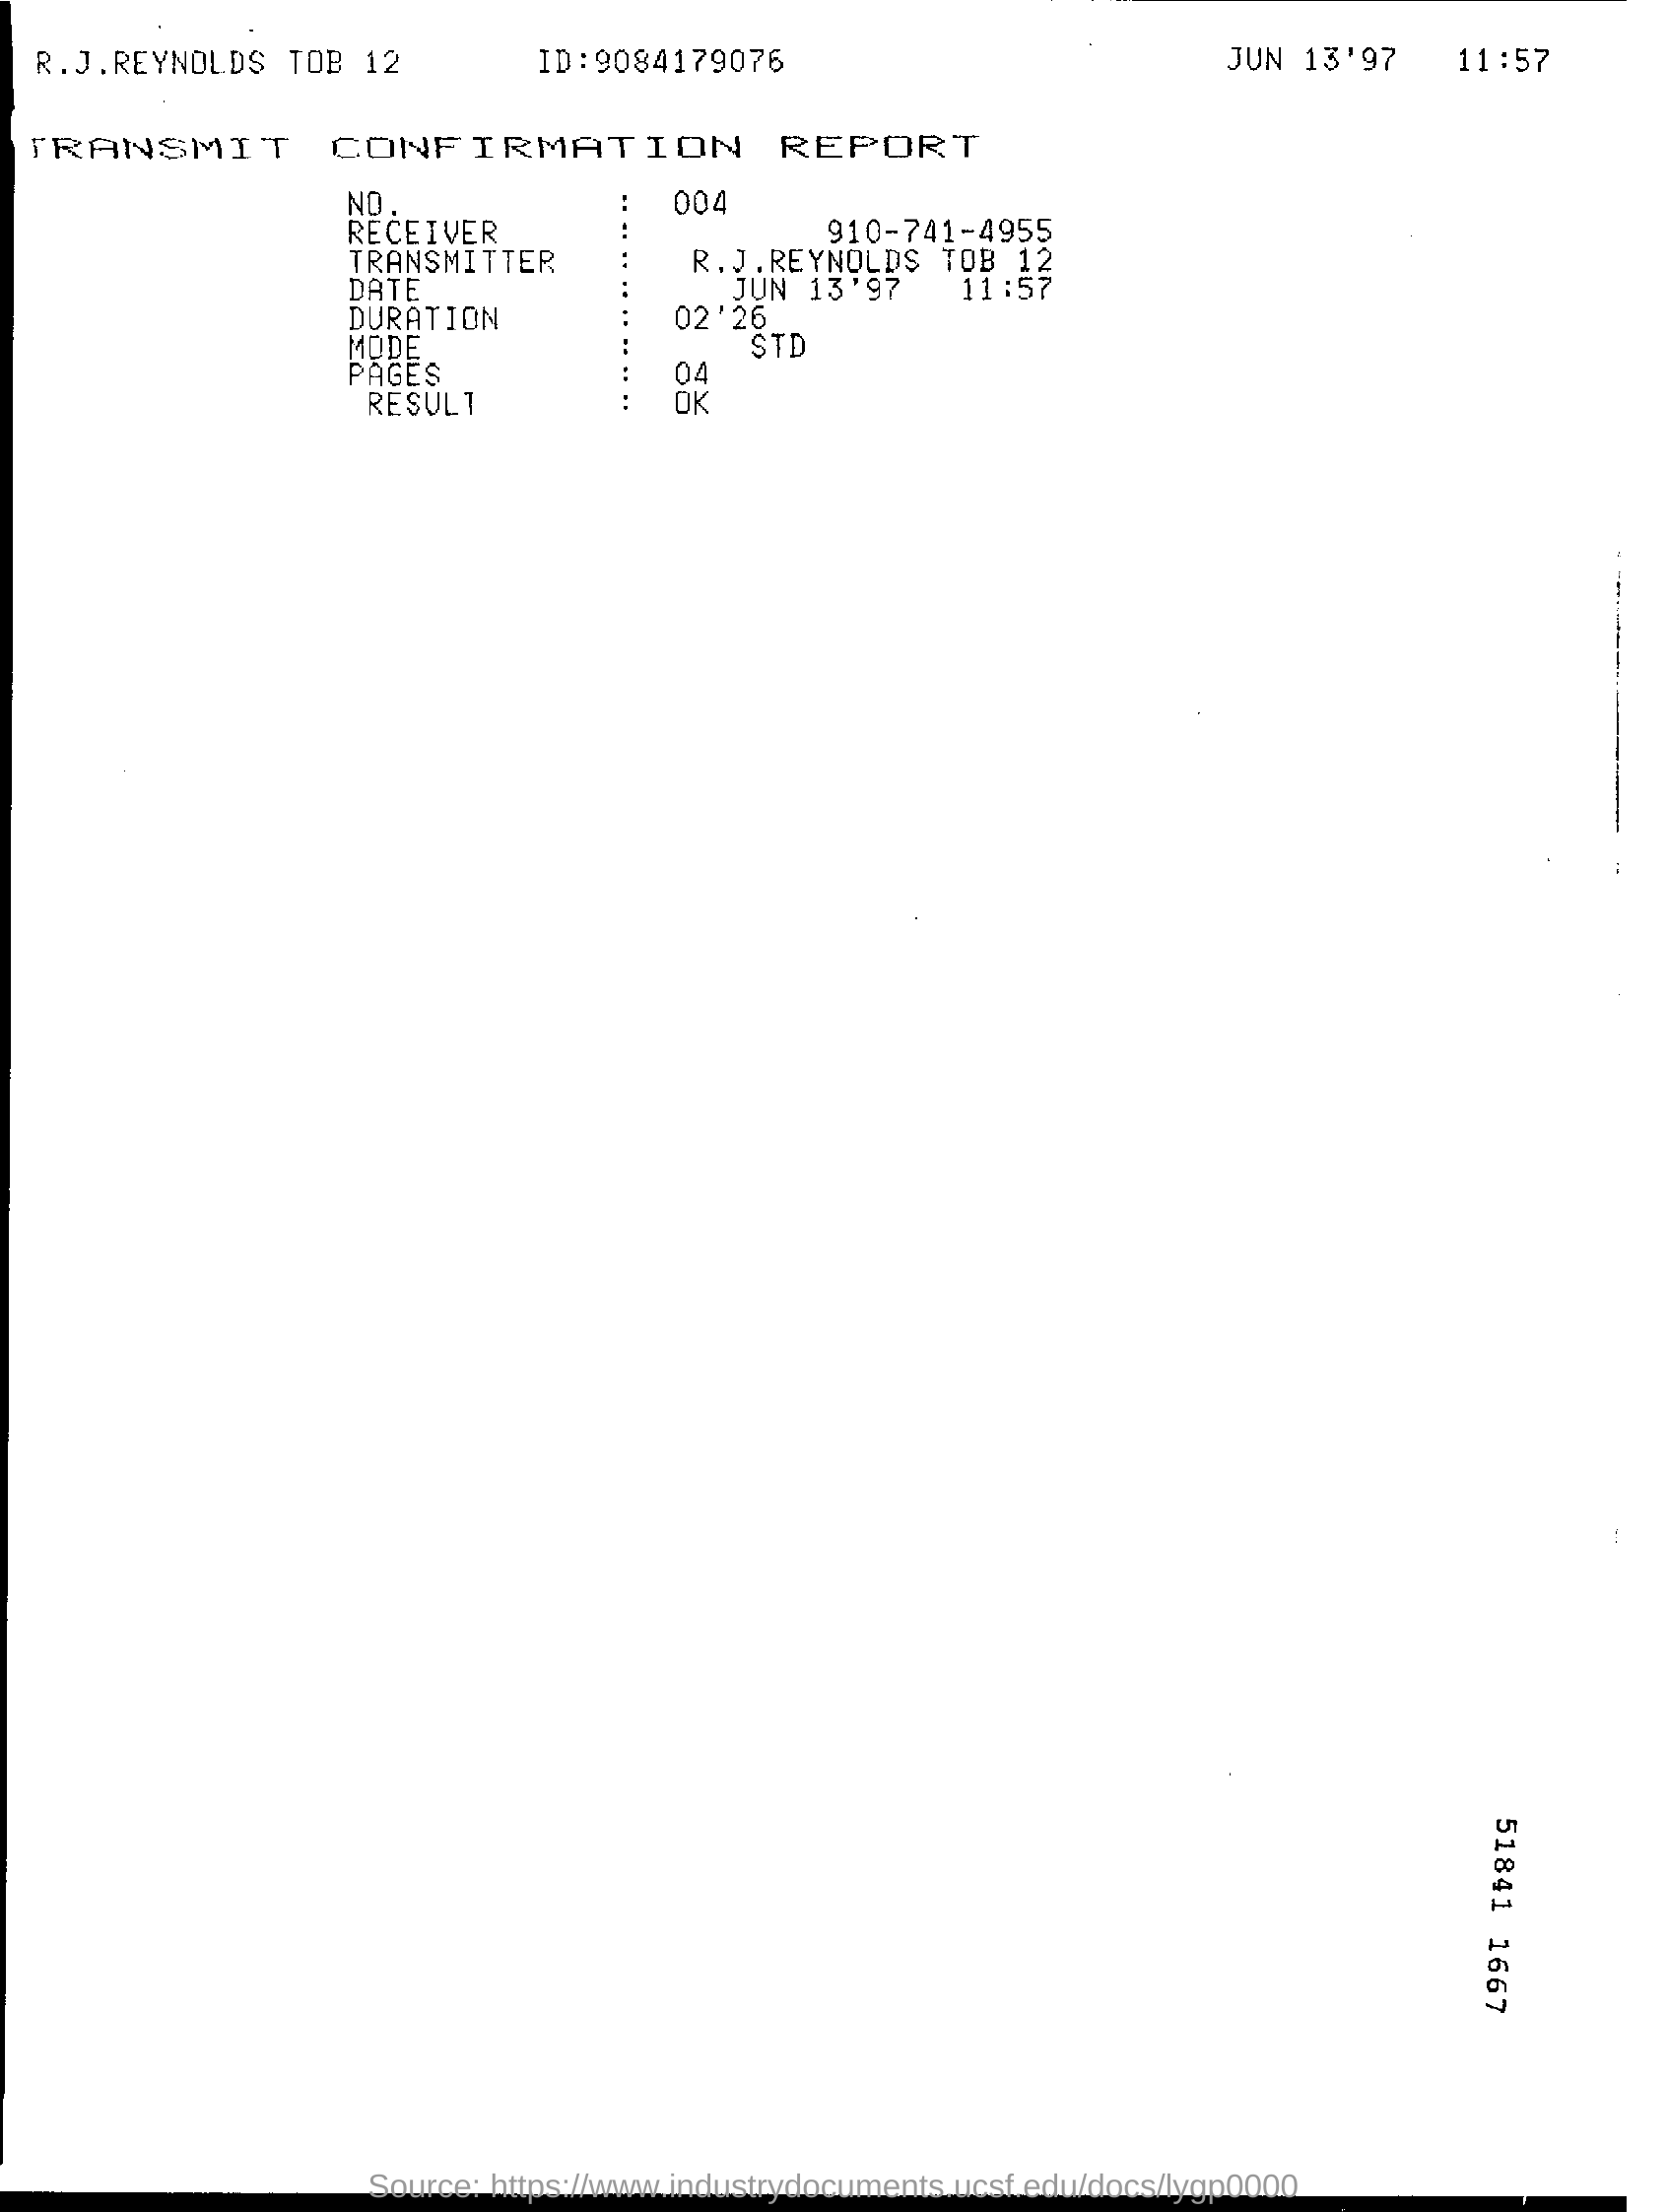 R.J.REYNOLDS TOB 12 ID:9084179076 JUN 13'97 11:57
TRANSMIT CONFIRMATION REPORT
NO. : 004
RECEIVER : 910-741-4955
TRANSMITTER : R.J.REYNOLDS TOB 12
DATE : JUN 13'97 11:57
DURATION : 02'26
MODE : STD
PAGES : 04
RESULT : OK
51841 1667
Source: https://www.industrydocuments.ucsf.edu/docs/lygp0000